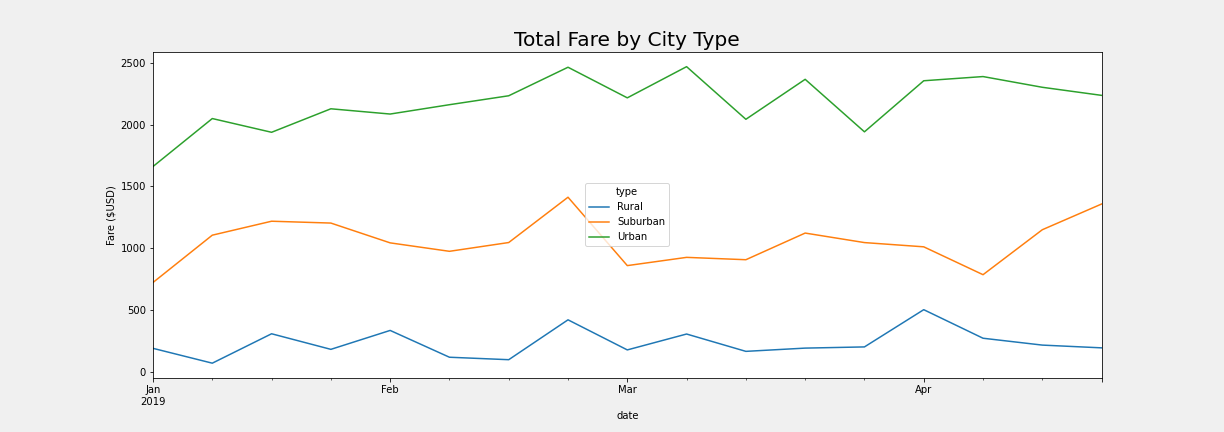 Total Fare by City Type
2500
2000
1500
1000
500
0
Fare ($USD)
type
Rural
Suburban
Urban
Jan
2019
Feb
Mar
Apr
date